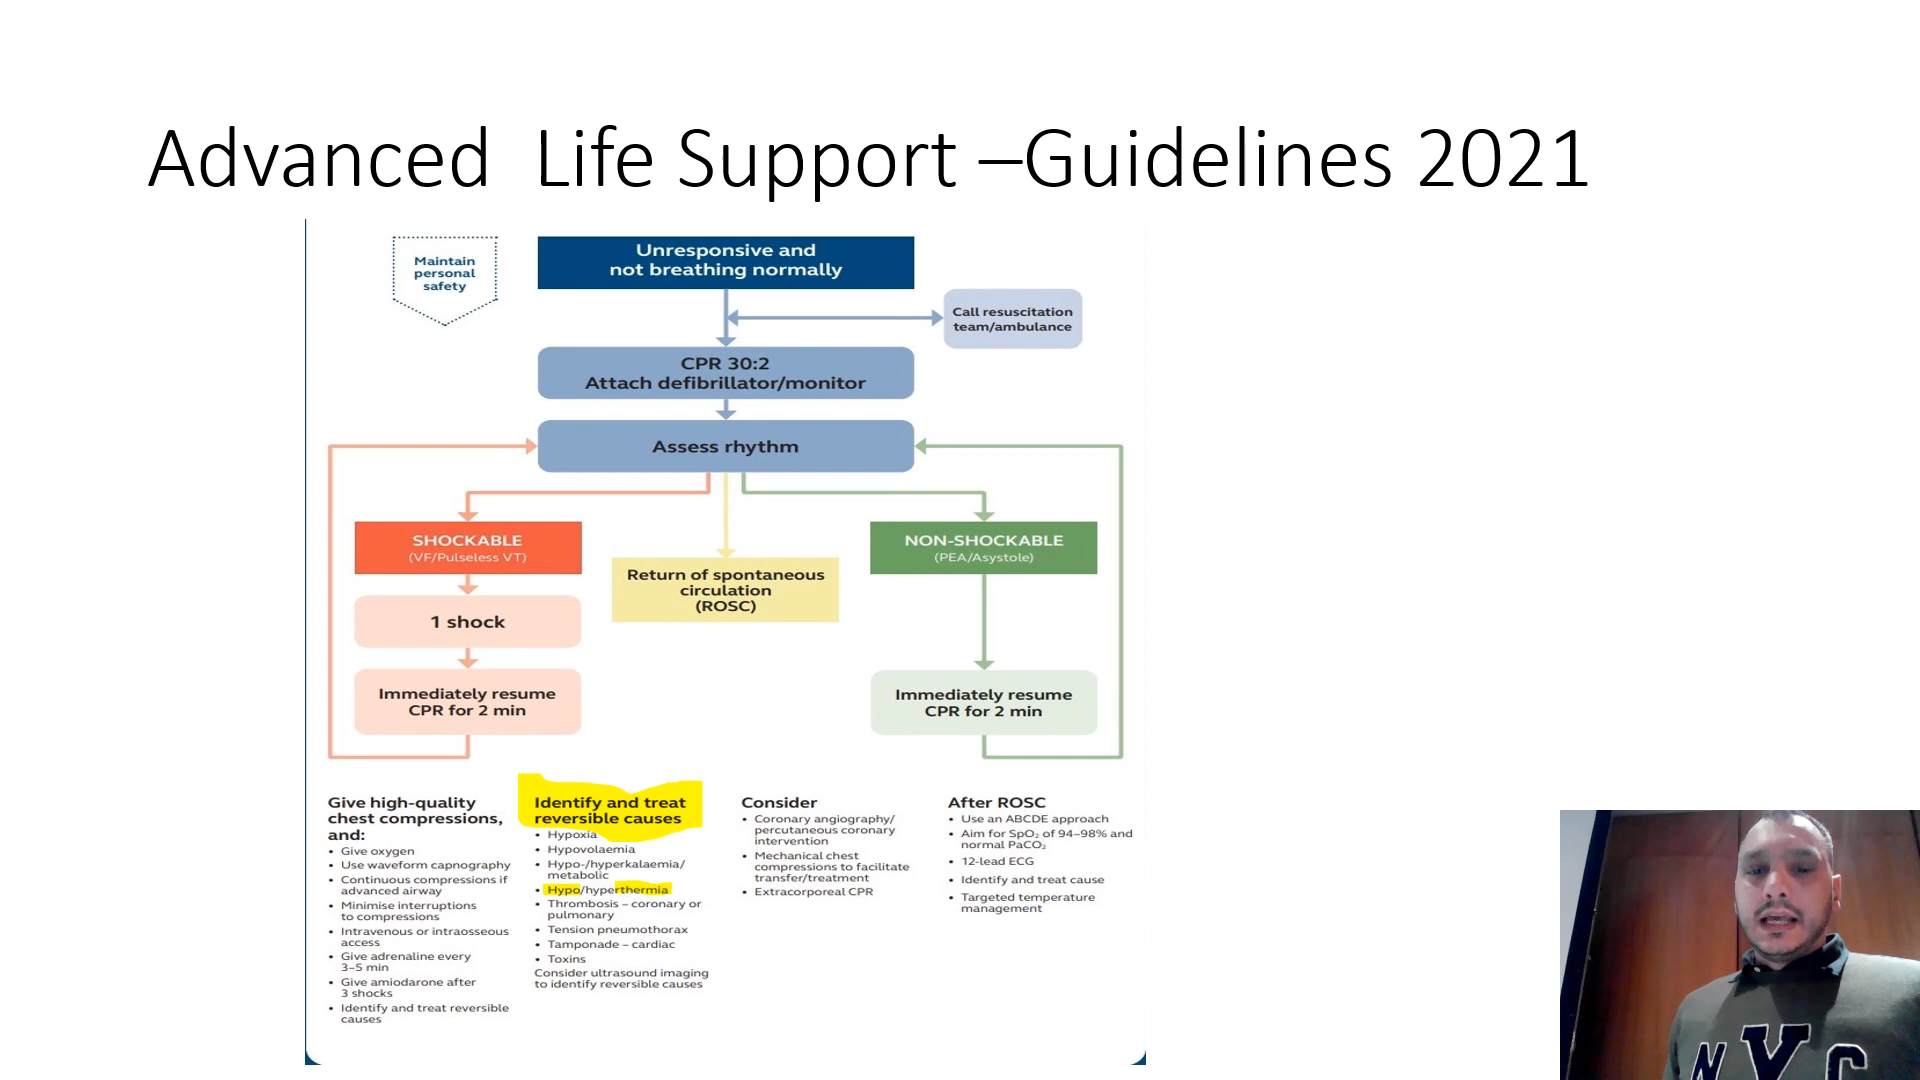 Advanced Life Support –Guidelines 2021
Maintain
personal
safety
Unresponsive and
not breathing normally
Call resuscitation
team/ambulance
CPR 30:2
Attach defibrillator/monitor
Assess rhythm
SHOCKABLE
(VF/Pulseless VT)
NON-SHOCKABLE
(PEA/Asystole)
Return of spontaneous
circulation
(ROSC)
1 shock
Immediately resume
CPR for 2 min
Immediately resume
CPR for 2 min
Give high-quality
chest compressions,
and:
• Give oxygen
• Use waveform capnography
• Continuous compressions if
advanced airway
• Minimise interruptions
to compressions
• Intravenous or intraosseous
access
• Give adrenaline every
3–5 min
• Give amiodarone after
3 shocks
• Identify and treat reversible
causes
Identify and treat
reversible causes
• Hypoxia
• Hypovolaemia
• Hypo-/hyperkalaemia/
metabolic
• Hypo/hyperthermia
• Thrombosis – coronary or
pulmonary
• Tension pneumothorax
• Tamponade – cardiac
• Toxins
Consider ultrasound imaging
to identify reversible causes
Consider
• Coronary angiography/
percutaneous coronary
intervention
• Mechanical chest
compressions to facilitate
transfer/treatment
• Extracorporeal CPR
After ROSC
• Use an ABCDE approach
• Aim for SpO₂ of 94–98% and
normal PaCO₂
• 12-lead ECG
• Identify and treat cause
• Targeted temperature
management
NYC